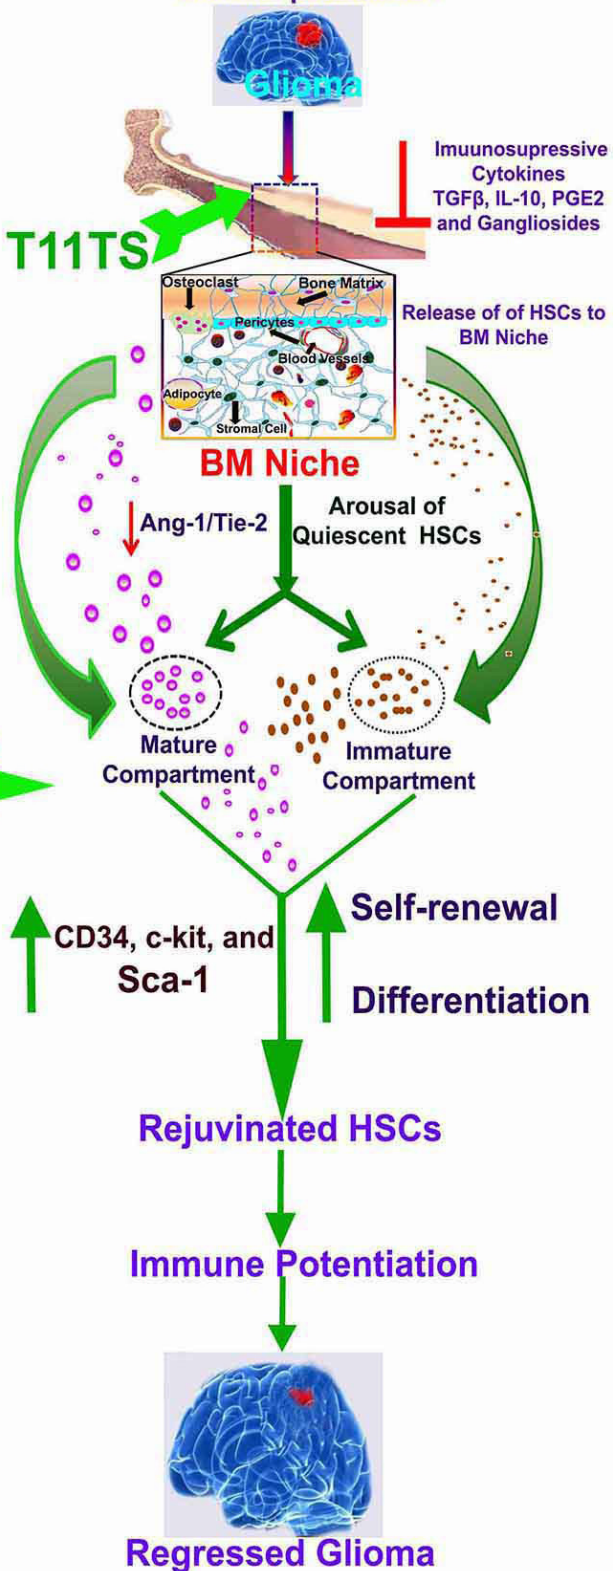 Glioma
Imuunosupressive
Cytokines
TGFβ, IL-10, PGE2
and Gangliosides
T11TS
Osteoclast
Bone Matrix
Pericytes
Blood Vessels
Adipocyte
Stromal Cell
Release of of HSCs to
BM Niche
BM Niche
Ang-1/Tie-2
Arousal of
Quiescent HSCs
Mature
Compartment
Immature
Compartment
CD34, c-kit, and
Sca-1
Self-renewal
Differentiation
Rejuvinated HSCs
Immune Potentiation
Regressed Glioma